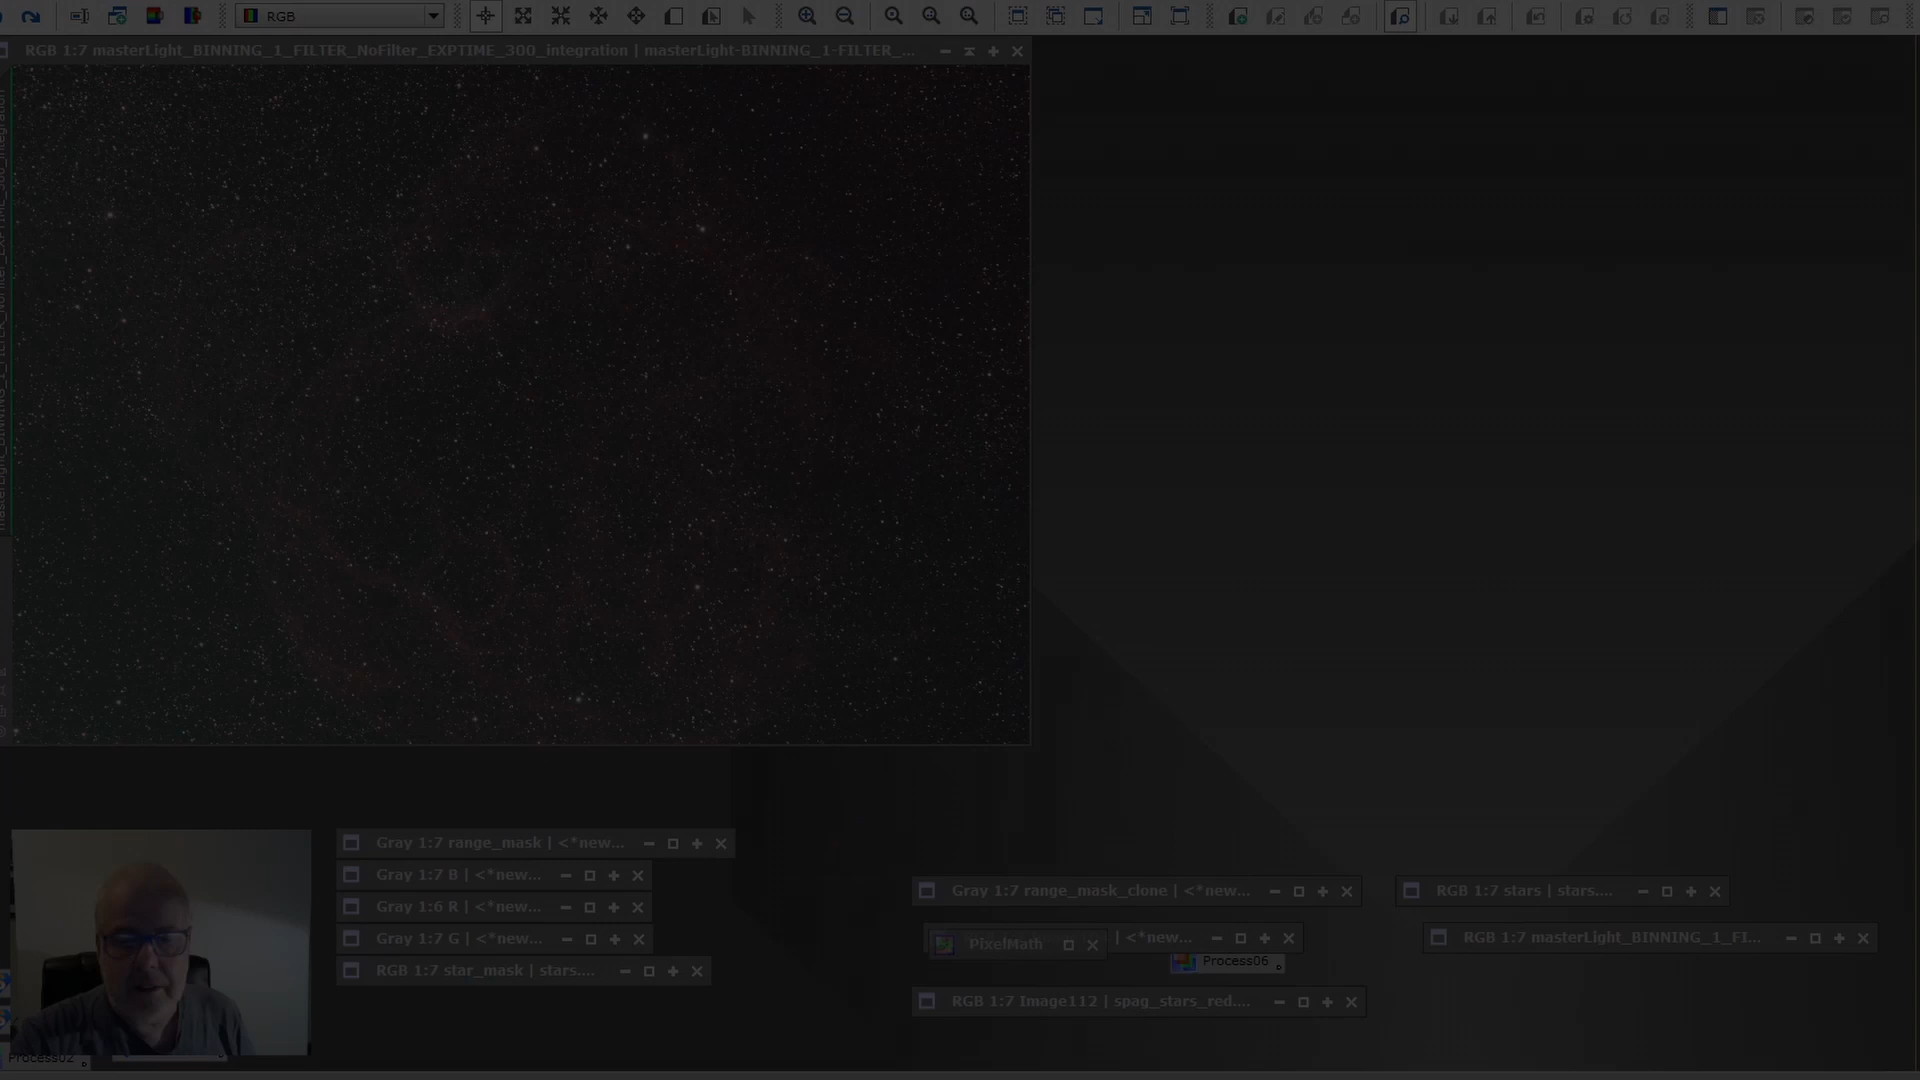 RGB
RGB 1:7 masterLight_BINNING_1_FILTER_NoFilter_EXPTIME_300_integration | masterLight-BINNING_1-FILTER_...
Gray 1:7 range_mask | <*new...
Gray 1:7 B | <*new...
Gray 1:6 R | <*new...
Gray 1:7 G | <*new...
RGB 1:7 star_mask | stars....
Gray 1:7 range_mask_clone | <*new...
RGB 1:7 stars | stars....
PixelMath
| <*new...
RGB 1:7 masterLight_BINNING_1_FI...
Process06
RGB 1:7 Image112 | spag_stars_red....
Process02